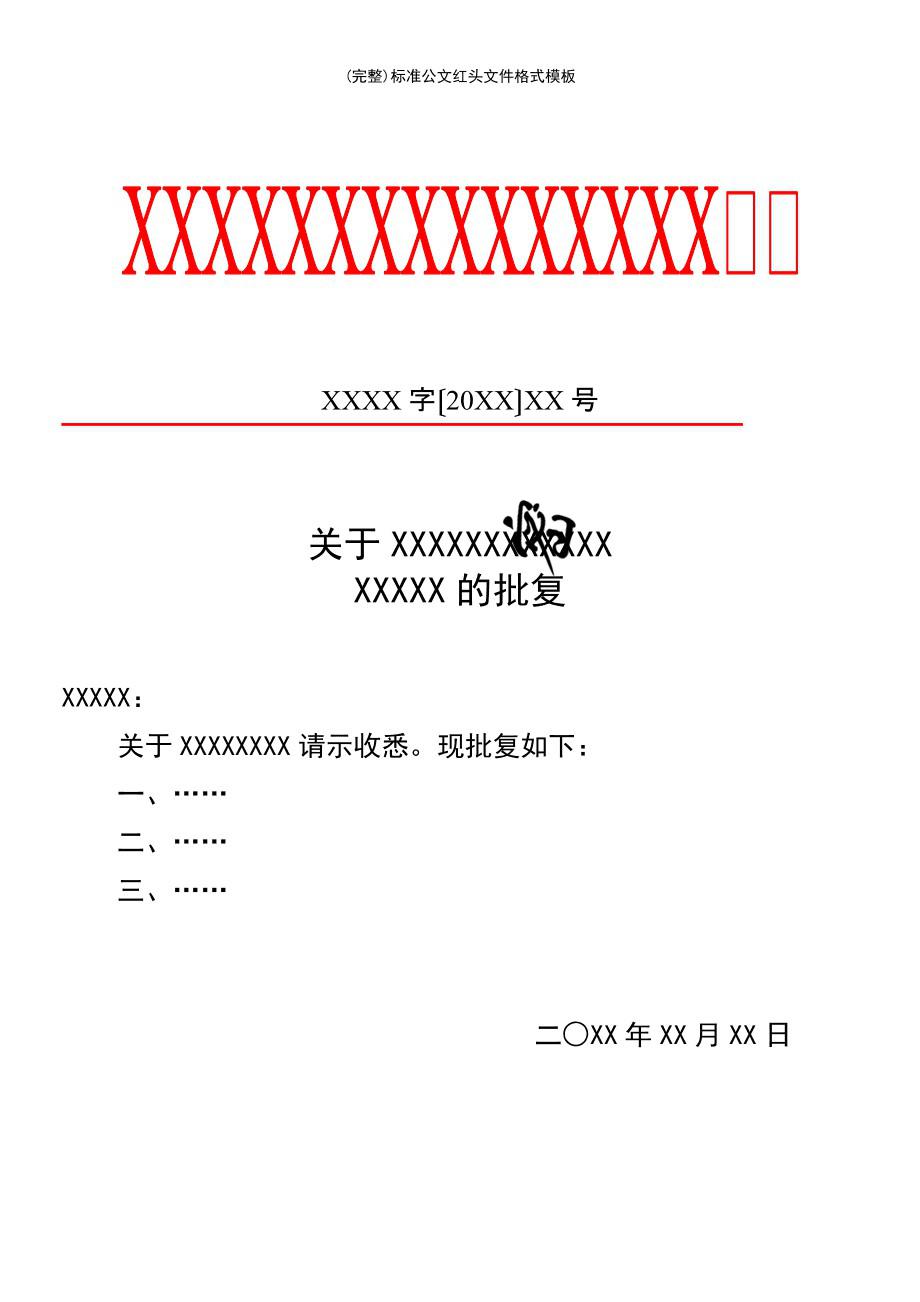 (完整)标准公文红头文件格式模板
XXXXXXXXXXXXXXX
XXXX 字[20XX]XX 号
关于 XXXXXXXXXXXX
XXXXX 的批复
XXXXX：
关于 XXXXXXXX 请示收悉。现批复如下：
一、……
二、……
三、……
二〇XX 年 XX 月 XX 日